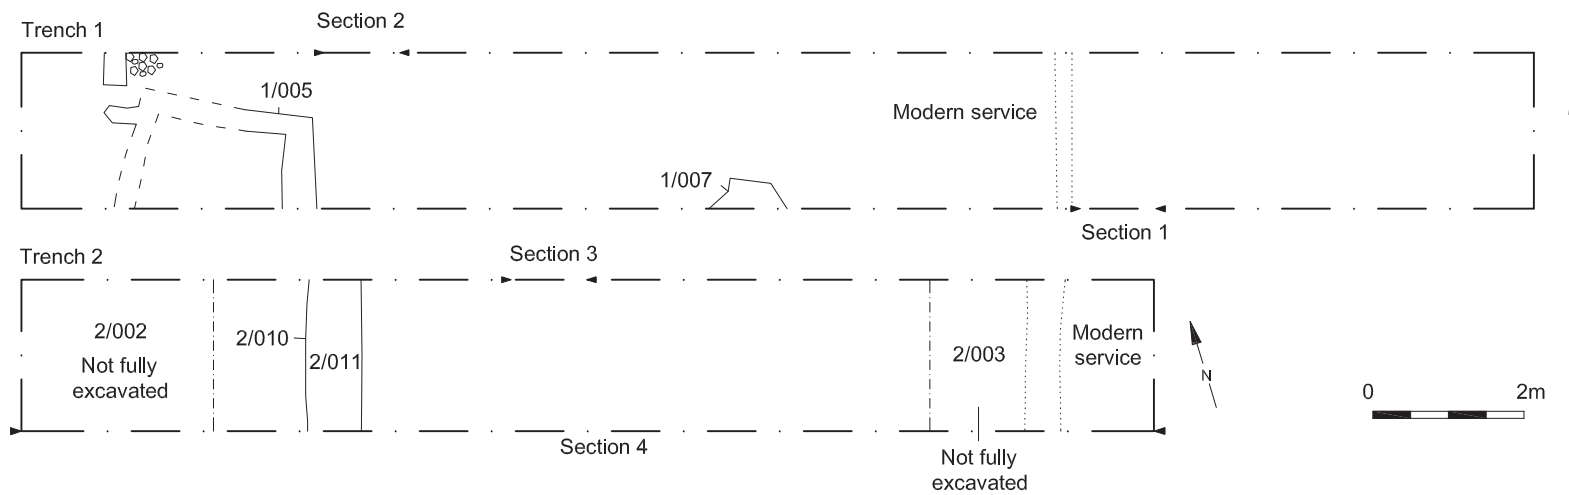 Trench 1
Section 2
1/005
Modern service
1/007
Section 1
Trench 2
Section 3
2/002
Not fully
excavated
2/010
2/011
2/003
Modern
service
N
0 2m
Section 4
Not fully
excavated